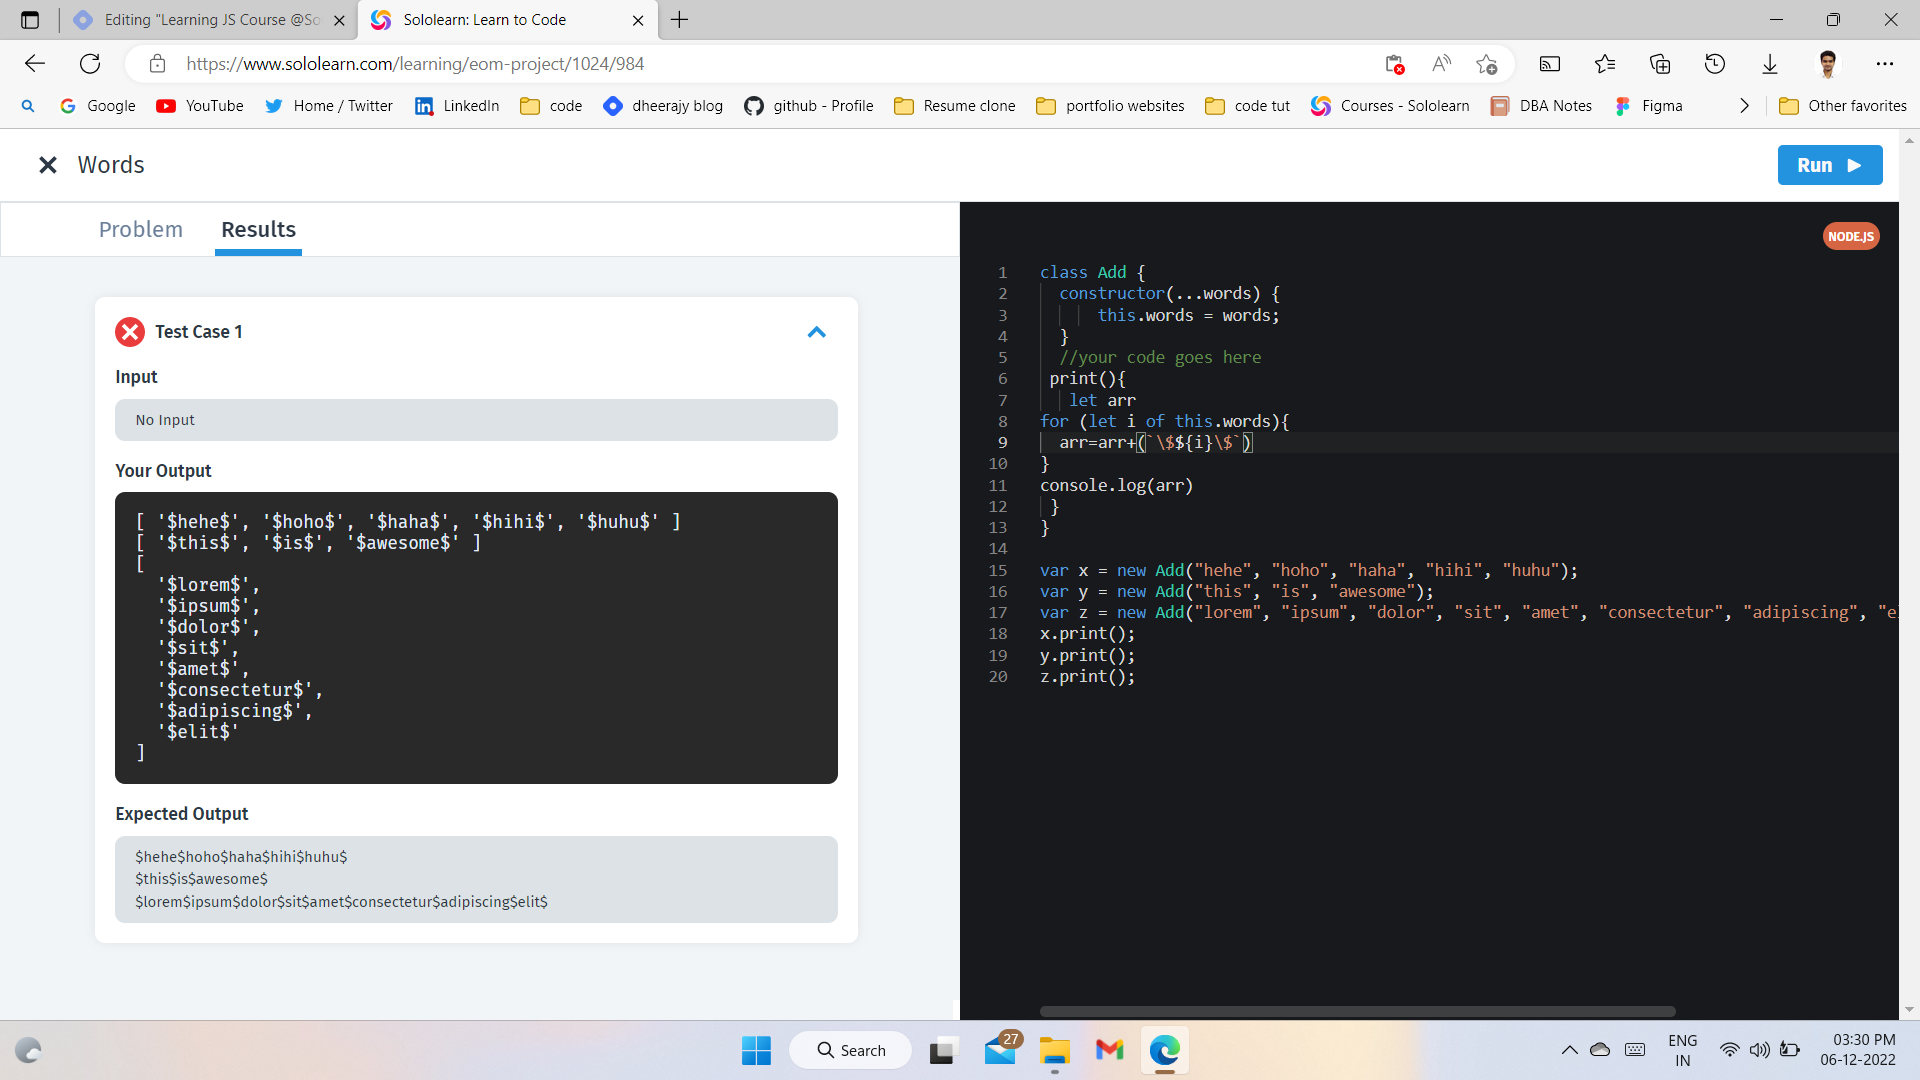 Editing "Learning JS Course @So
Sololearn: Learn to Code
https://www.sololearn.com/learning/eom-project/1024/984
Google
YouTube
Home / Twitter
LinkedIn
code
dheerajy blog
github - Profile
Resume clone
portfolio websites
code tut
Courses - Sololearn
DBA Notes
Figma
Other favorites
Words
Run
Problem
Results
Test Case 1
Input
No Input
Your Output
[ '$hehe$', '$hoho$', '$haha$', '$hihi$', '$huhu$' ]
[ '$this$', '$is$', '$awesome$' ]
[
'$lorem$',
'$ipsum$',
'$dolor$',
'$sit$',
'$amet$',
'$consectetur$',
'$adipiscing$',
'$elit$'
]
Expected Output
$hehe$hoho$haha$hihi$huhu$
$this$is$awesome$
$lorem$ipsum$dolor$sit$amet$consectetur$adipiscing$elit$
NODE.JS
1 class Add {
2 constructor(...words) {
3 this.words = words;
4 }
5 //your code goes here
6 print(){
7 let arr
8 for (let i of this.words){
9 arr=arr+(`\$${i}\$`)
10 }
11 console.log(arr)
12 }
13 }
14
15 var x = new Add("hehe", "hoho", "haha", "hihi", "huhu");
16 var y = new Add("this", "is", "awesome");
17 var z = new Add("lorem", "ipsum", "dolor", "sit", "amet", "consectetur", "adipiscing", "el
18 x.print();
19 y.print();
20 z.print();
Search
27
ENG
IN
03:30 PM
06-12-2022